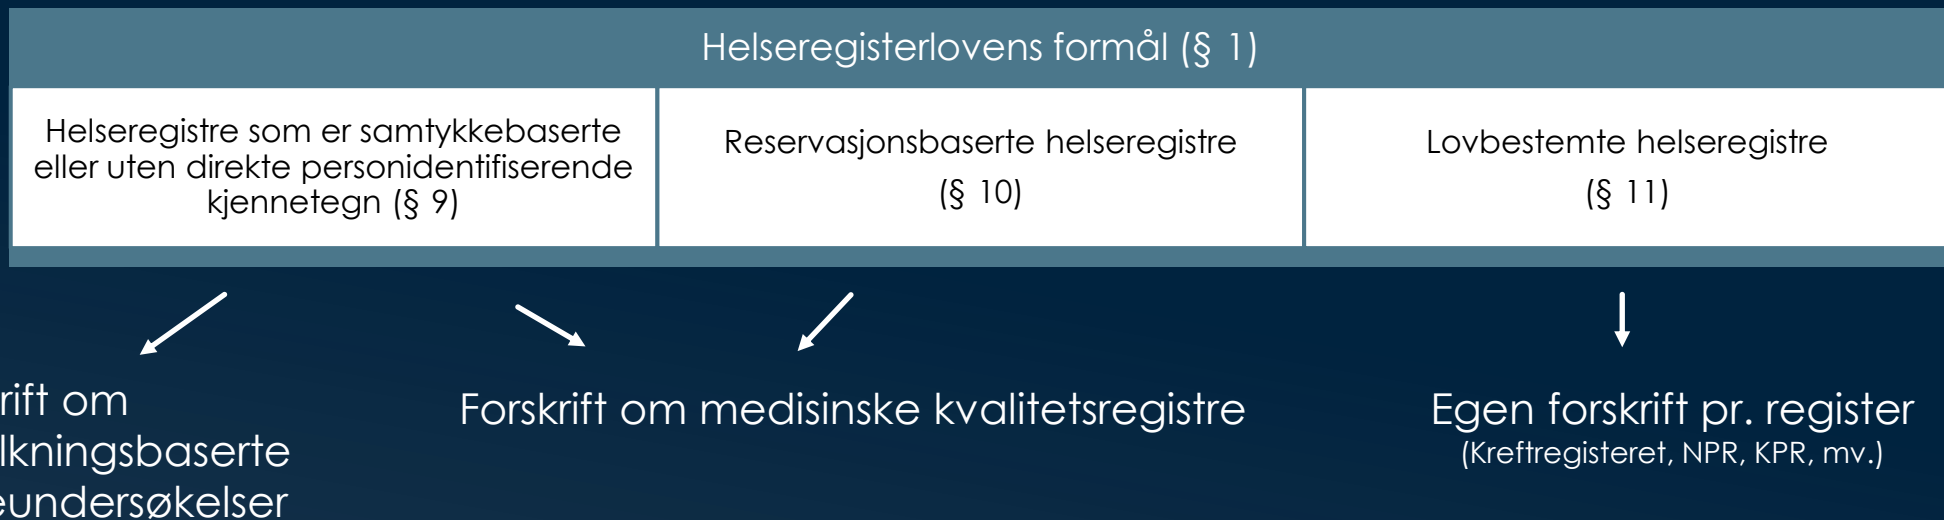 Helseregisterlovens formål (§ 1)
Helseregistre som er samtykkebaserte
eller uten direkte personidentifiserende
kjennetegn (§ 9)
Reservasjonsbaserte helseregistre
(§ 10)
Lovbestemte helseregistre
(§ 11)
rift om
lkningsbaserte
eundersøkelser
Forskrift om medisinske kvalitetsregistre
Egen forskrift pr. register
(Kreftregisteret, NPR, KPR, mv.)